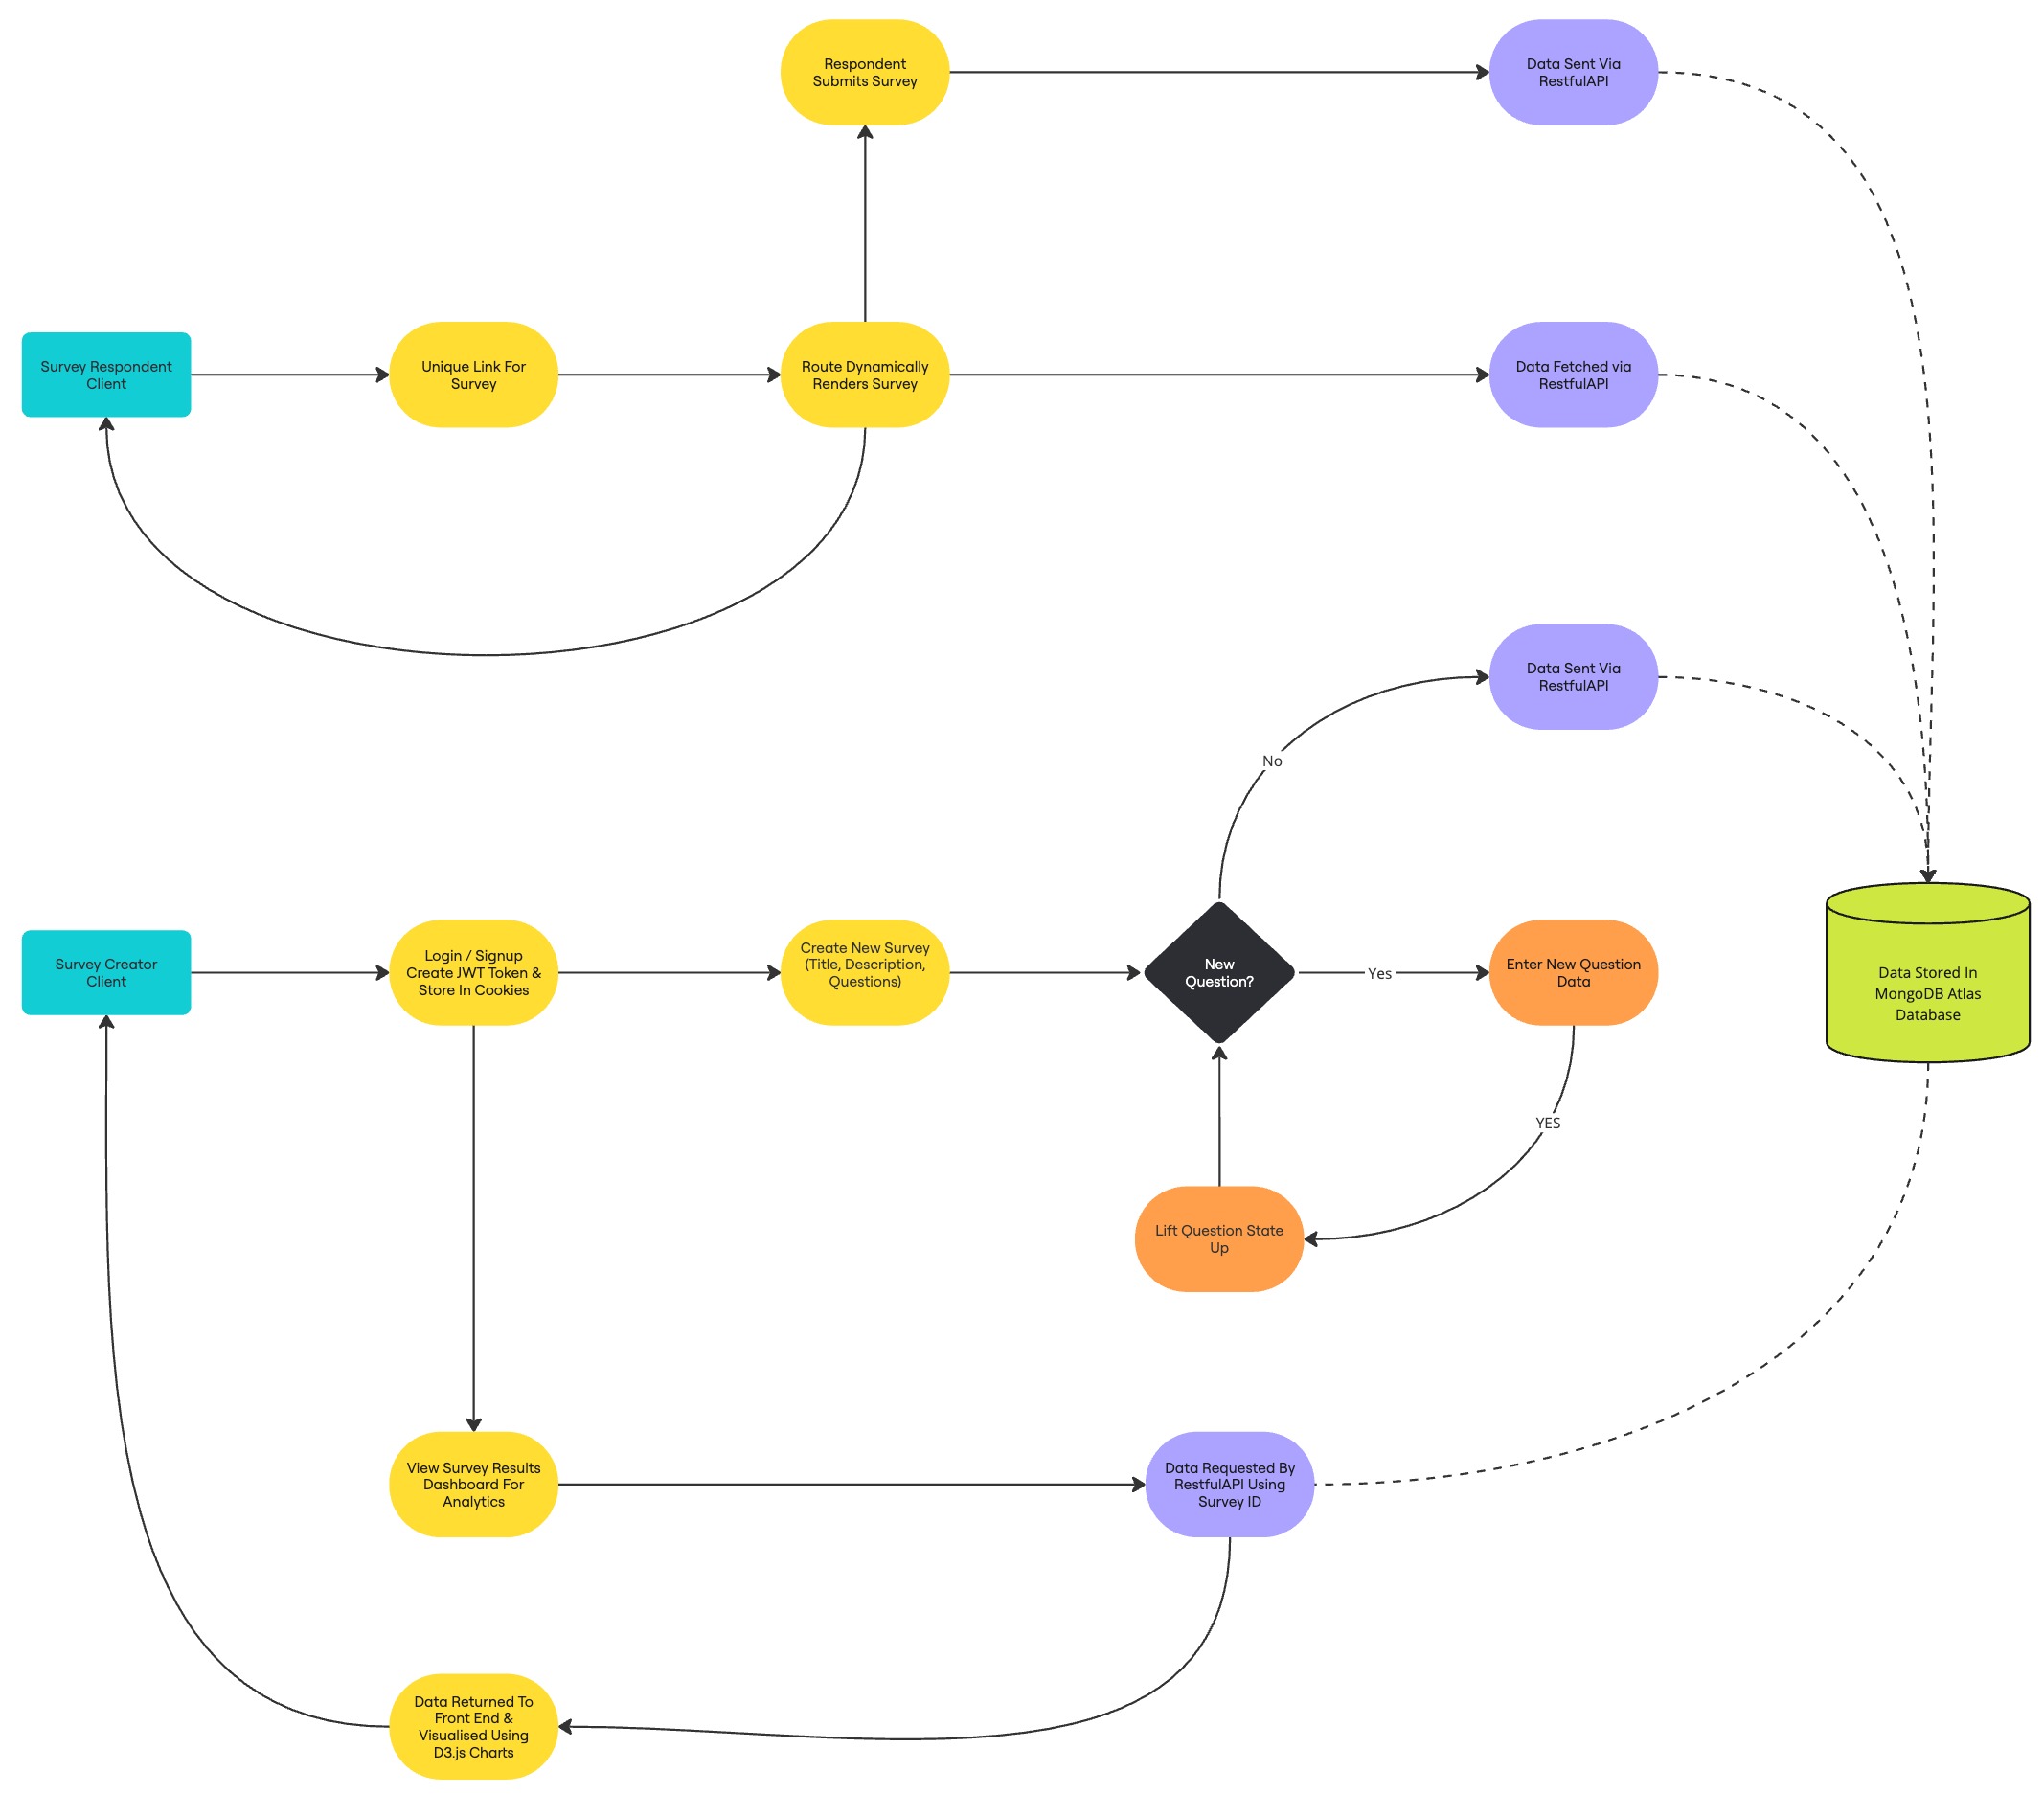 Respondent
Submits Survey
Data Sent Via
RestfulAPI
Survey Respondent
Client
Unique Link For
Survey
Route Dynamically
Renders Survey
Data Fetched via
RestfulAPI
Data Sent Via
RestfulAPI
No
Survey Creator
Client
Login / Signup
Create JWT Token &
Store In Cookies
Create New Survey
(Title, Description,
Questions)
New
Question?
Yes
Enter New Question
Data
Data Stored In
MongoDB Atlas
Database
YES
Lift Question State
Up
View Survey Results
Dashboard For
Analytics
Data Requested By
RestfulAPI Using
Survey ID
Data Returned To
Front End &
Visualised Using
D3.js Charts